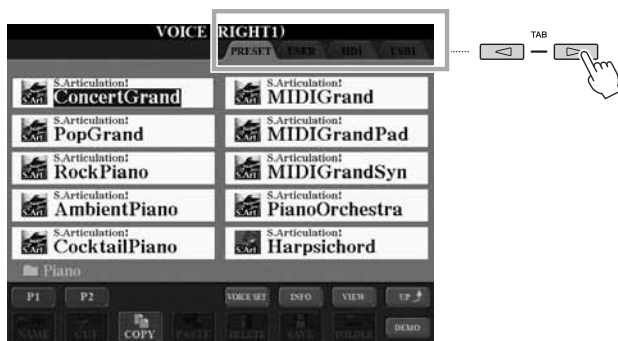 VOICE (RIGHT1)
PRESET USER HD1 USB1
TAB
S.Articulation!
ConcertGrand
S.Articulation!
MIDIGrand
S.Articulation!
PopGrand
S.Articulation!
MIDIGrandPad
S.Articulation!
RockPiano
S.Articulation!
MIDIGrandSyn
S.Articulation!
AmbientPiano
S.Articulation!
PianoOrchestra
S.Articulation!
CocktailPiano
S.Articulation!
Harpsichord
Piano
P1 P2 VOICE SET INFO VIEW UP
NAME CUT COPY PASTE DELETE SAVE FOLDER DEMO